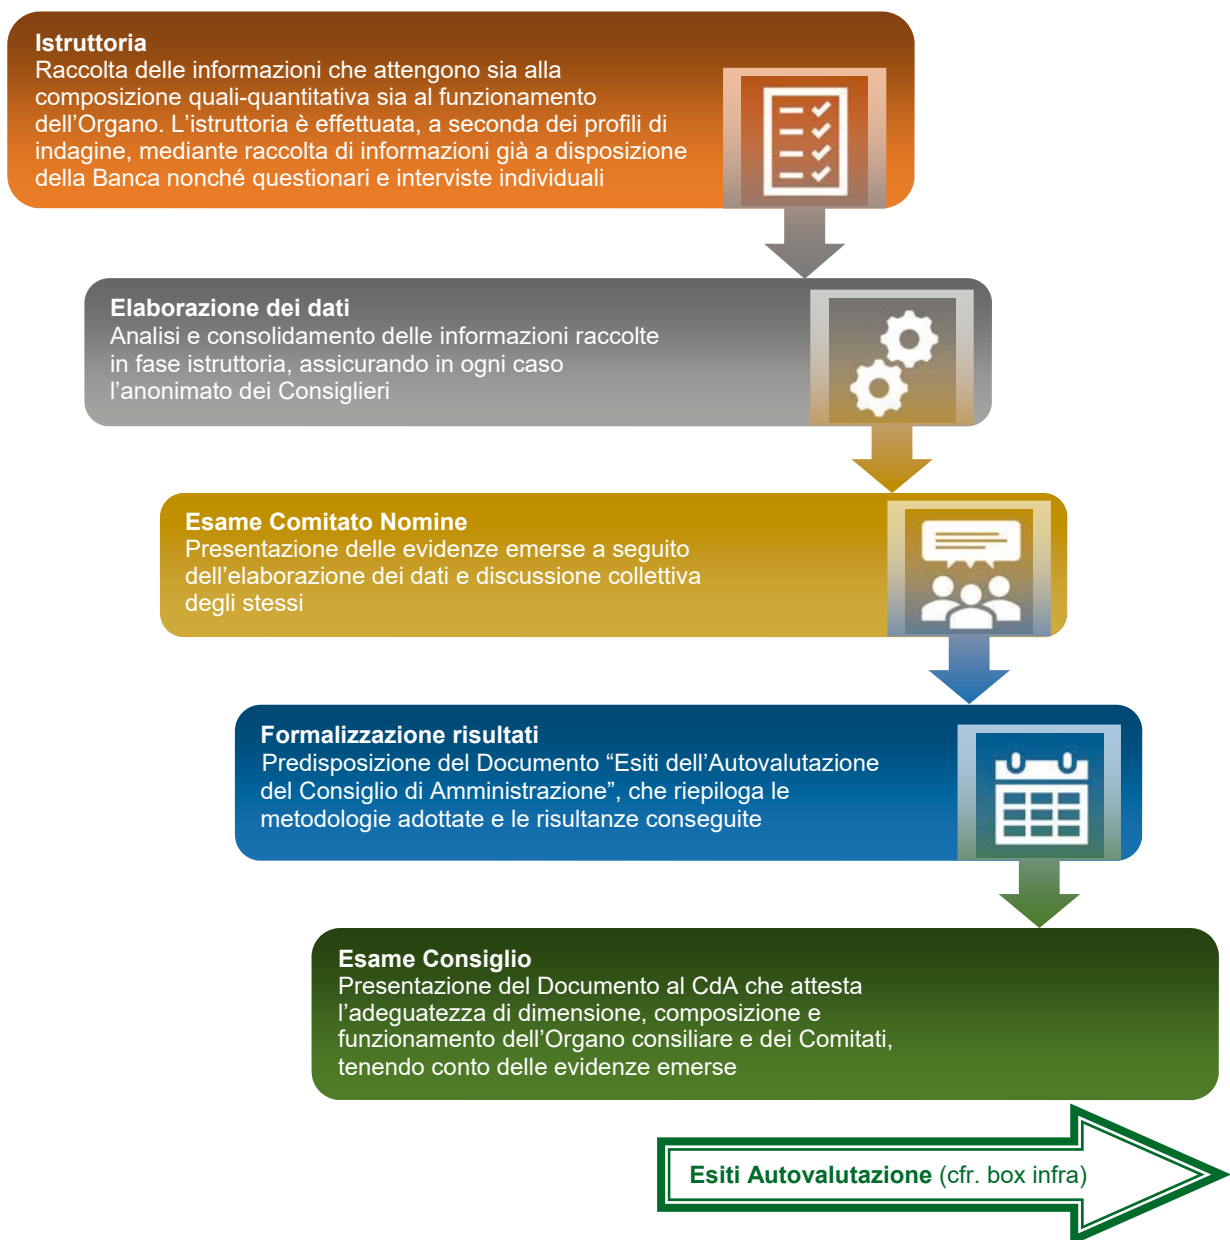 Istruttoria
Raccolta delle informazioni che attengono sia alla
composizione quali-quantitativa sia al funzionamento
dell’Organo. L’istruttoria è effettuata, a seconda dei profili di
indagine, mediante raccolta di informazioni già a disposizione
della Banca nonché questionari e interviste individuali
Elaborazione dei dati
Analisi e consolidamento delle informazioni raccolte
in fase istruttoria, assicurando in ogni caso
l’anonimato dei Consiglieri
Esame Comitato Nomine
Presentazione delle evidenze emerse a seguito
dell’elaborazione dei dati e discussione collettiva
degli stessi
Formalizzazione risultati
Predisposizione del Documento “Esiti dell’Autovalutazione
del Consiglio di Amministrazione”, che riepiloga le
metodologie adottate e le risultanze conseguite
Esame Consiglio
Presentazione del Documento al CdA che attesta
l’adeguatezza di dimensione, composizione e
funzionamento dell’Organo consiliare e dei Comitati,
tenendo conto delle evidenze emerse
Esiti Autovalutazione (cfr. box infra)